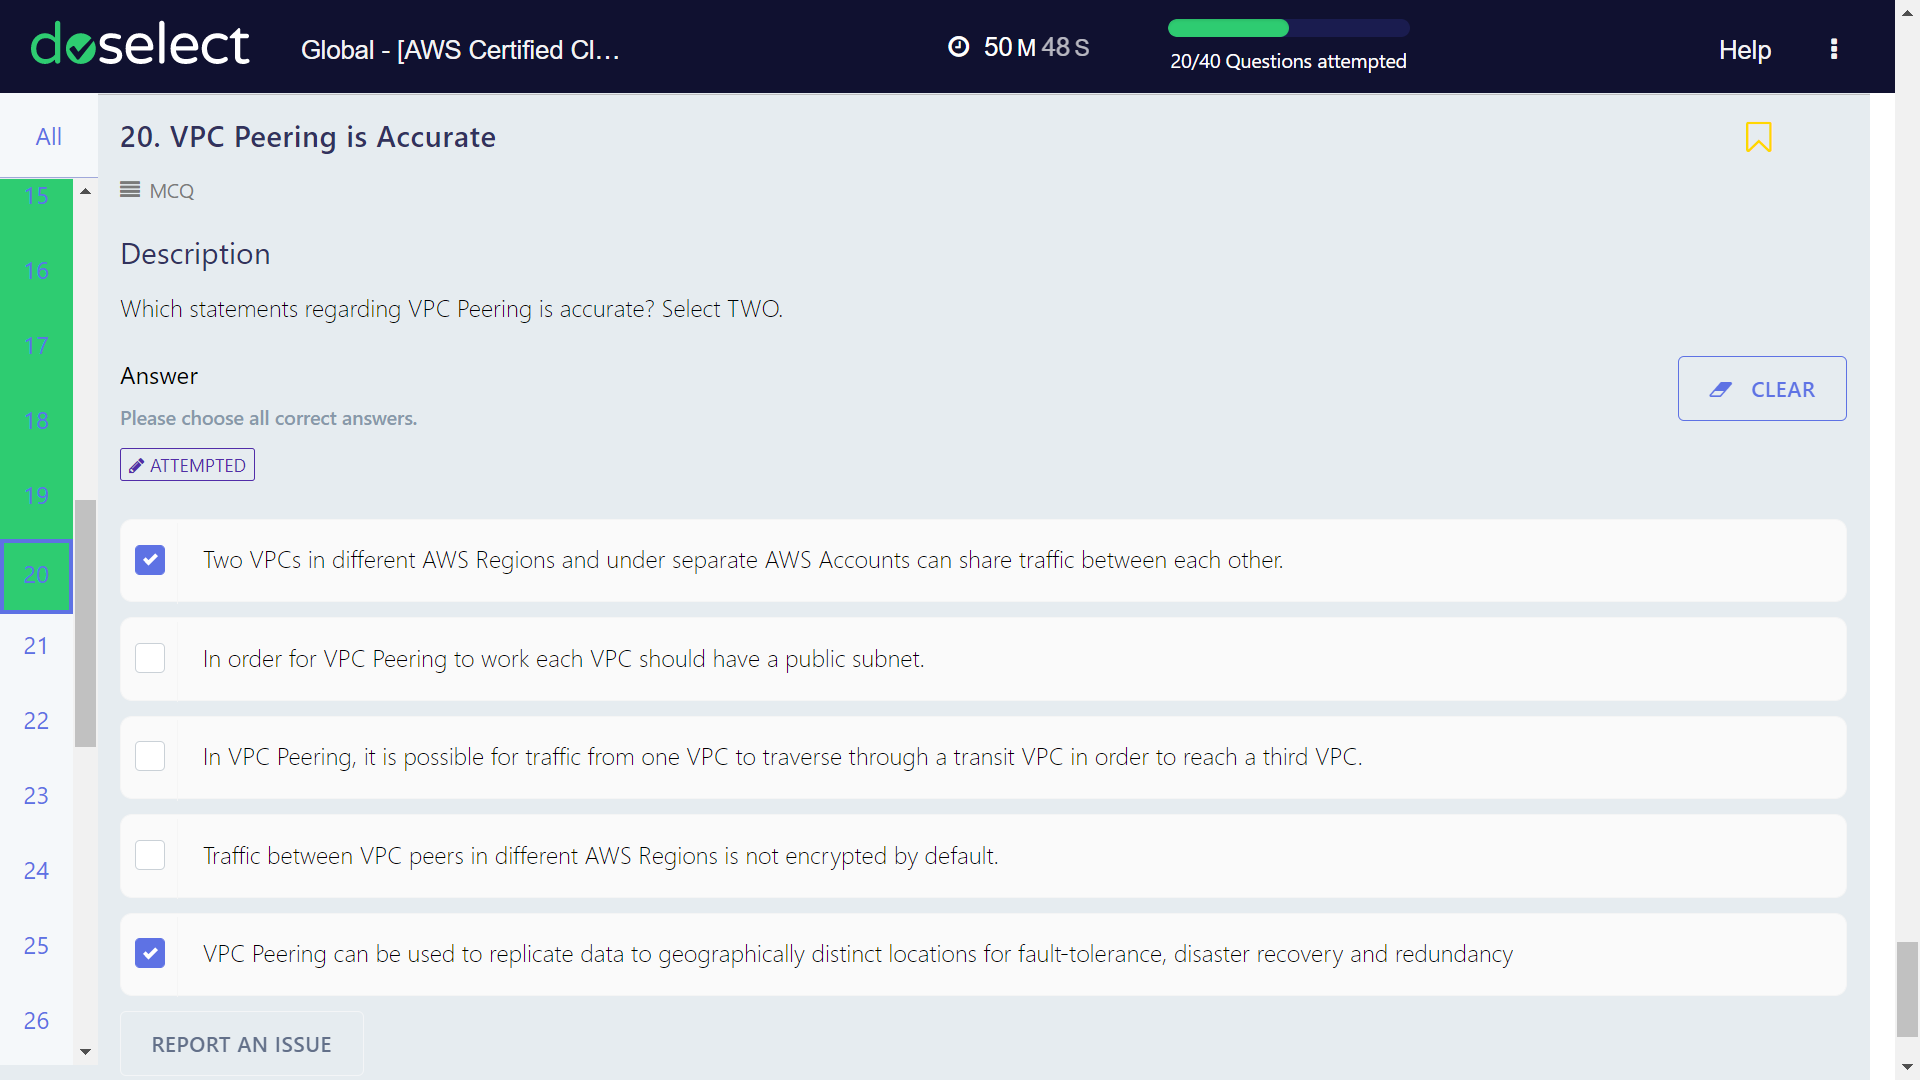 doselect
Global - [AWS Certified Cl...
50 M 48 S
20/40 Questions attempted
Help
All
15
16
17
18
19
20
21
22
23
24
25
26
20. VPC Peering is Accurate
MCQ
Description
Which statements regarding VPC Peering is accurate? Select TWO.
Answer
Please choose all correct answers.
CLEAR
ATTEMPTED
Two VPCs in different AWS Regions and under separate AWS Accounts can share traffic between each other.
In order for VPC Peering to work each VPC should have a public subnet.
In VPC Peering, it is possible for traffic from one VPC to traverse through a transit VPC in order to reach a third VPC.
Traffic between VPC peers in different AWS Regions is not encrypted by default.
VPC Peering can be used to replicate data to geographically distinct locations for fault-tolerance, disaster recovery and redundancy
REPORT AN ISSUE